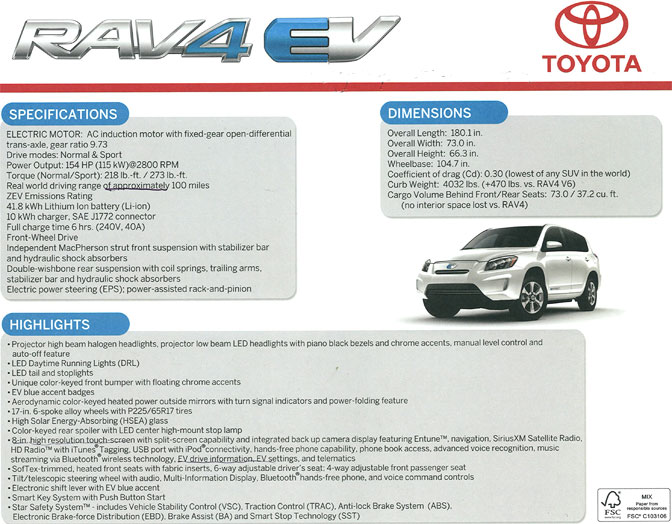 RAV4 EV
TOYOTA
SPECIFICATIONS
ELECTRIC MOTOR: AC induction motor with fixed-gear open-differential
trans-axle, gear ratio 9.73
Drive modes: Normal & Sport
Power Output: 154 HP (115 kW)@2800 RPM
Torque (Normal/Sport): 218 lb.-ft. / 273 lb.-ft.
Real world driving range of approximately 100 miles
ZEV Emissions Rating
41.8 kWh Lithium Ion battery (Li-ion)
10 kWh charger, SAE J1772 connector
Full charge time 6 hrs. (240V, 40A)
Front-Wheel Drive
Independent MacPherson strut front suspension with stabilizer bar
and hydraulic shock absorbers
Double-wishbone rear suspension with coil springs, trailing arms,
stabilizer bar and hydraulic shock absorbers
Electric power steering (EPS); power-assisted rack-and-pinion
DIMENSIONS
Overall Length: 180.1 in.
Overall Width: 73.0 in.
Overall Height: 66.3 in.
Wheelbase: 104.7 in.
Coefficient of drag (Cd): 0.30 (lowest of any SUV in the world)
Curb Weight: 4032 lbs. (+470 lbs. vs. RAV4 V6)
Cargo Volume Behind Front/Rear Seats: 73.0 / 37.2 cu. ft.
(no interior space lost vs. RAV4)
HIGHLIGHTS
• Projector high beam halogen headlights, projector low beam LED headlights with piano black bezels and chrome accents, manual level control and
auto-off feature
• LED Daytime Running Lights (DRL)
• LED tail and stoplights
• Unique color-keyed front bumper with floating chrome accents
• EV blue accent badges
• Aerodynamic color-keyed heated power outside mirrors with turn signal indicators and power-folding feature
• 17-in. 6-spoke alloy wheels with P225/65R17 tires
• High Solar Energy-Absorbing (HSEA) glass
• Color-keyed rear spoiler with LED center high-mount stop lamp
• 8-in. high resolution touch-screen with split-screen capability and integrated back up camera display featuring Entune™, navigation, SiriusXM Satellite Radio,
HD Radio™ with iTunes® Tagging, USB port with iPod® connectivity, hands-free phone capability, phone book access, advanced voice recognition, music
streaming via Bluetooth® wireless technology, EV drive information, EV settings, and telematics
• SofTex-trimmed, heated front seats with fabric inserts, 6-way adjustable driver's seat; 4-way adjustable front passenger seat
• Tilt/telescopic steering wheel with audio, Multi-Information Display, Bluetooth® hands-free phone, and voice command controls
• Electronic shift lever with EV blue accent
• Smart Key System with Push Button Start
• Star Safety System™ - includes Vehicle Stability Control (VSC), Traction Control (TRAC), Anti-lock Brake System (ABS),
Electronic Brake-force Distribution (EBD), Brake Assist (BA) and Smart Stop Technology (SST)
FSC
MIX
Paper from
responsible sources
FSC® C103106